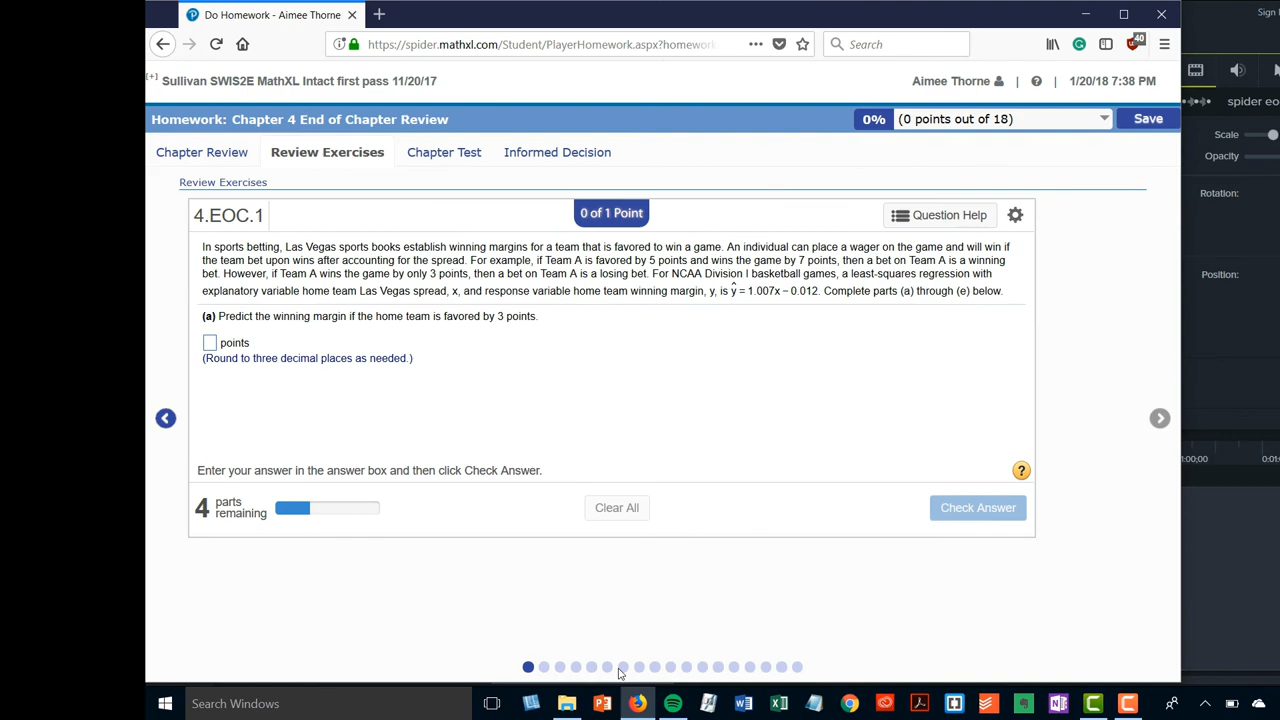 Do Homework - Aimee Thorne
https://spider.mathxl.com/Student/PlayerHomework.aspx?homework
Search
40
Sign
[+] Sullivan SWIS2E MathXL Intact first pass 11/20/17
Aimee Thorne | | 1/20/18 7:38 PM
spider eo
Homework: Chapter 4 End of Chapter Review
0% (0 points out of 18)
Save
Scale
Opacity
Chapter Review
Review Exercises
Chapter Test
Informed Decision
Review Exercises
Rotation:
4.EOC.1
0 of 1 Point
Question Help
In sports betting, Las Vegas sports books establish winning margins for a team that is favored to win a game. An individual can place a wager on the game and will win if
the team bet upon wins after accounting for the spread. For example, if Team A is favored by 5 points and wins the game by 7 points, then a bet on Team A is a winning
bet. However, if Team A wins the game by only 3 points, then a bet on Team A is a losing bet. For NCAA Division I basketball games, a least-squares regression with
explanatory variable home team Las Vegas spread, x, and response variable home team winning margin, y, is ŷ = 1.007x − 0.012. Complete parts (a) through (e) below.
Position:
(a) Predict the winning margin if the home team is favored by 3 points.
points
(Round to three decimal places as needed.)
1:00;00
0:01:
Enter your answer in the answer box and then click Check Answer.
?
4 parts
remaining
Clear All
Check Answer
Search Windows